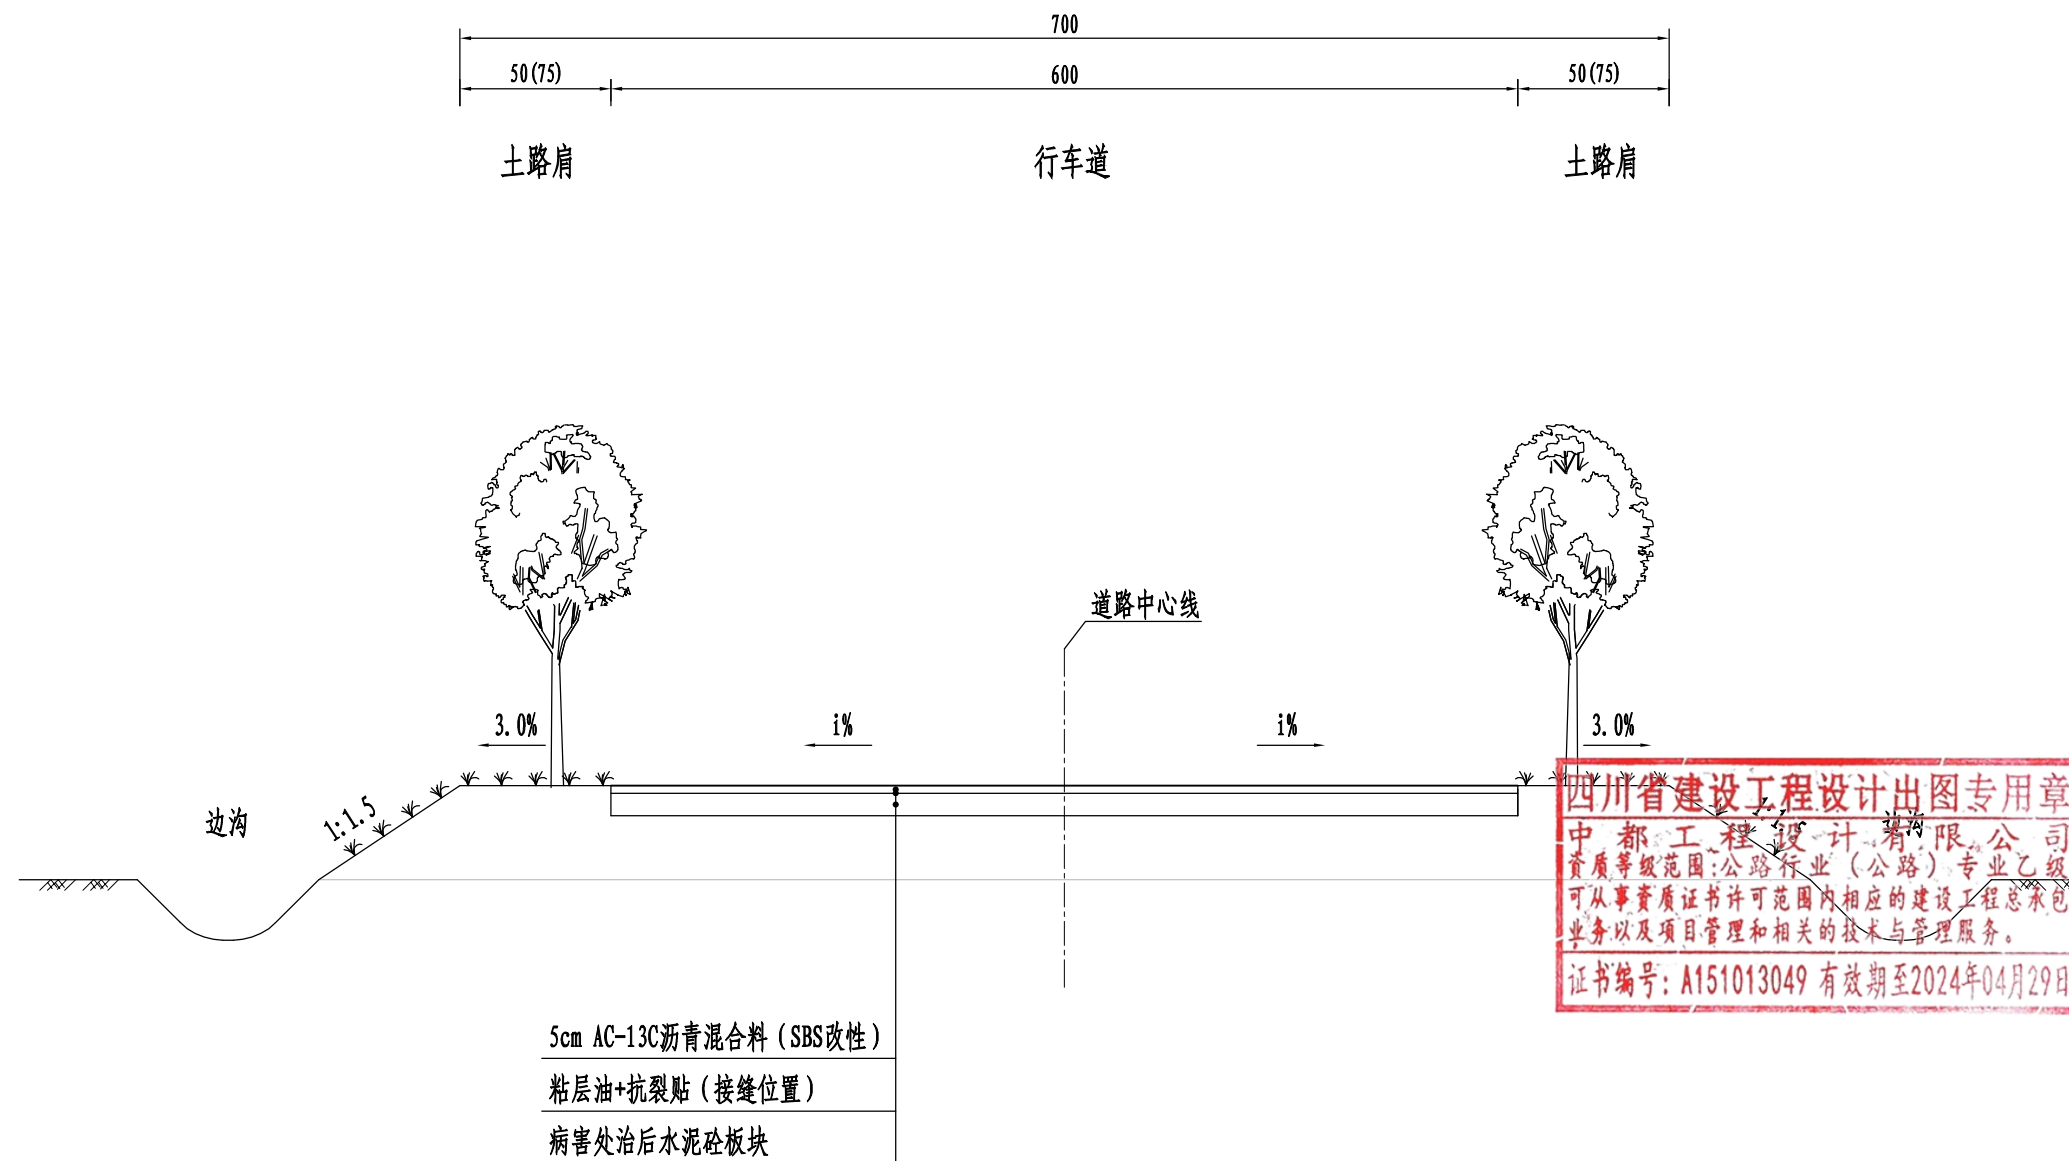 700
50(75) 600 50(75)
土路肩 行车道 土路肩
道路中心线
3.0% i% i% 3.0%
边沟 1:1.5 1:1.5 边沟
四川省建设工程设计出图专用章
中都工程设计有限公司
资质等级范围:公路行业（公路）专业乙级
可从事资质证书许可范围内相应的建设工程总承包
业务以及项目管理和相关的技术与管理服务。
证书编号: A151013049 有效期至2024年04月29日
5cm AC-13C沥青混合料（SBS改性）
粘层油+抗裂贴（接缝位置）
病害处治后水泥砼板块